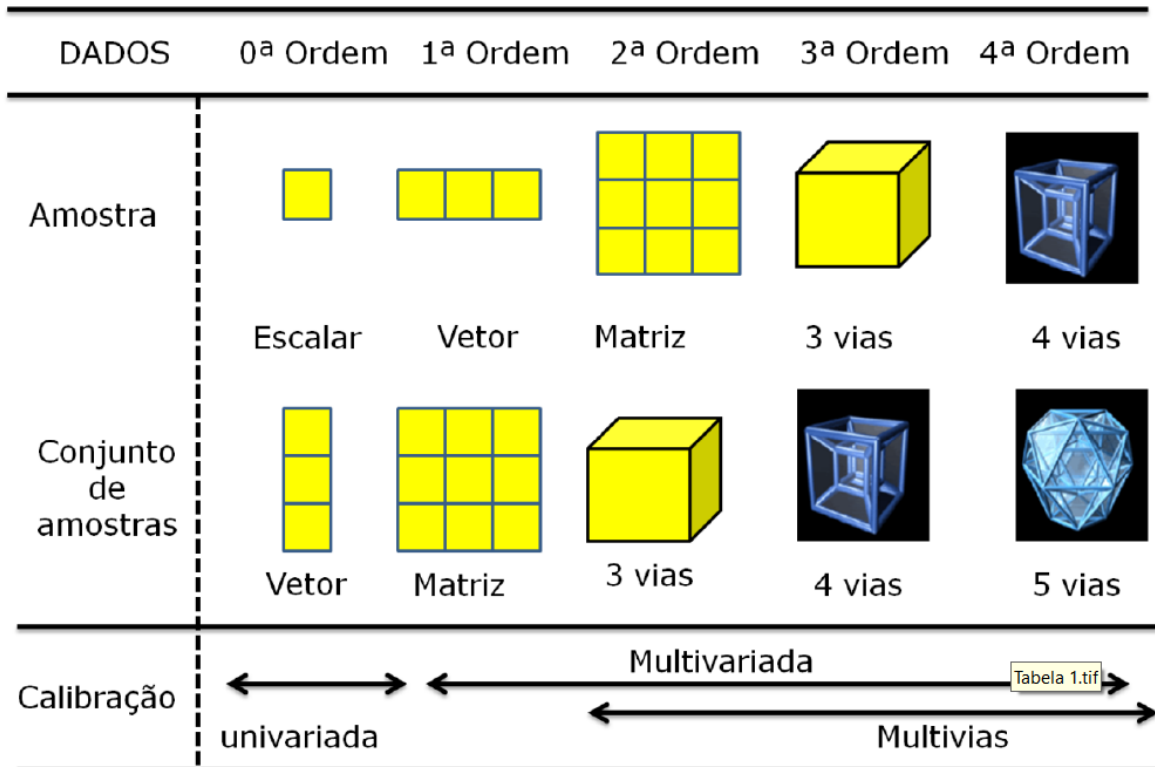 DADOS 0ª Ordem 1ª Ordem 2ª Ordem 3ª Ordem 4ª Ordem
Amostra
Escalar Vetor Matriz 3 vias 4 vias
Conjunto
de
amostras
Vetor Matriz 3 vias 4 vias 5 vias
Calibração
Multivariada
Tabela 1.tif
univariada
Multivias